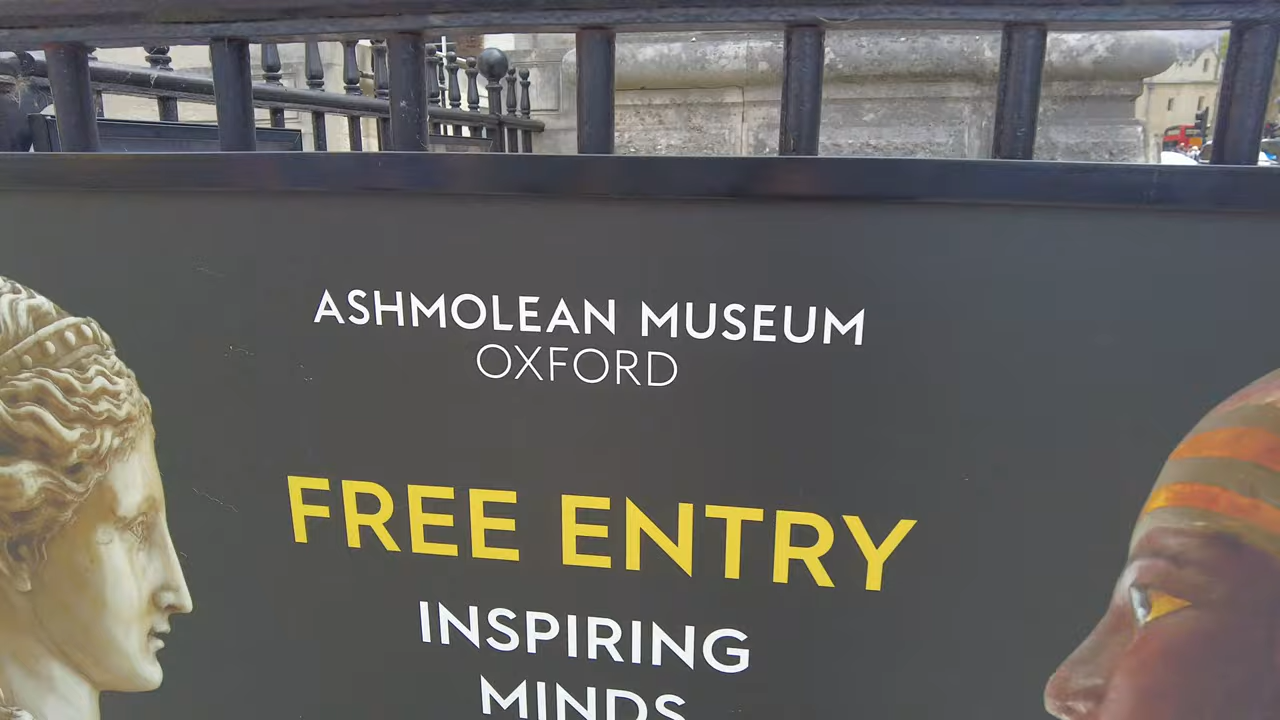 ASHMOLEAN MUSEUM
OXFORD
FREE ENTRY
INSPIRING
MINDS